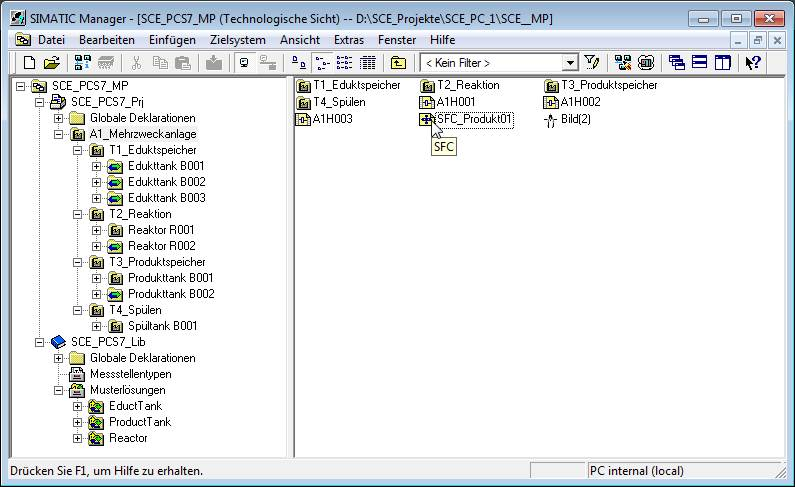 SIMATIC Manager - [SCE_PCS7_MP (Technologische Sicht) -- D:\SCE_Projekte\SCE_PC_1\SCE__MP]
Datei Bearbeiten Einfügen Zielsystem Ansicht Extras Fenster Hilfe
< Kein Filter >
SCE_PCS7_MP
SCE_PCS7_Prj
Globale Deklarationen
A1_Mehrzweckanlage
T1_Eduktspeicher
Edukttank B001
Edukttank B002
Edukttank B003
T2_Reaktion
Reaktor R001
Reaktor R002
T3_Produktspeicher
Produkttank B001
Produkttank B002
T4_Spülen
Spültank B001
SCE_PCS7_Lib
Globale Deklarationen
Messstellentypen
Musterlösungen
EductTank
ProductTank
Reactor
T1_Eduktspeicher T2_Reaktion T3_Produktspeicher
T4_Spülen A1H001 A1H002
A1H003 SFC_Produkt01 Bild(2)
SFC
Drücken Sie F1, um Hilfe zu erhalten. PC internal (local)